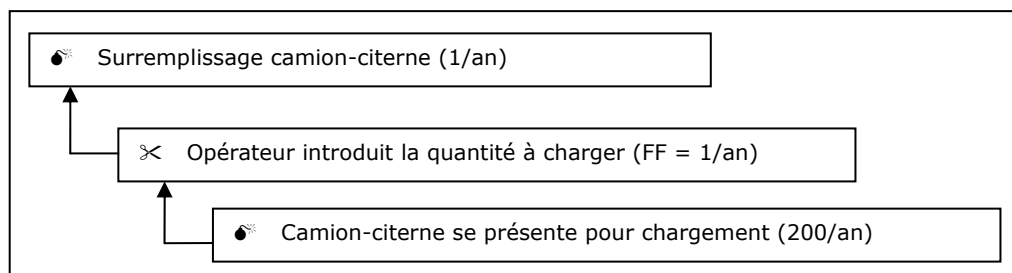 💣 Surremplissage camion-citerne (1/an)
✂ Opérateur introduit la quantité à charger (FF = 1/an)
💣 Camion-citerne se présente pour chargement (200/an)